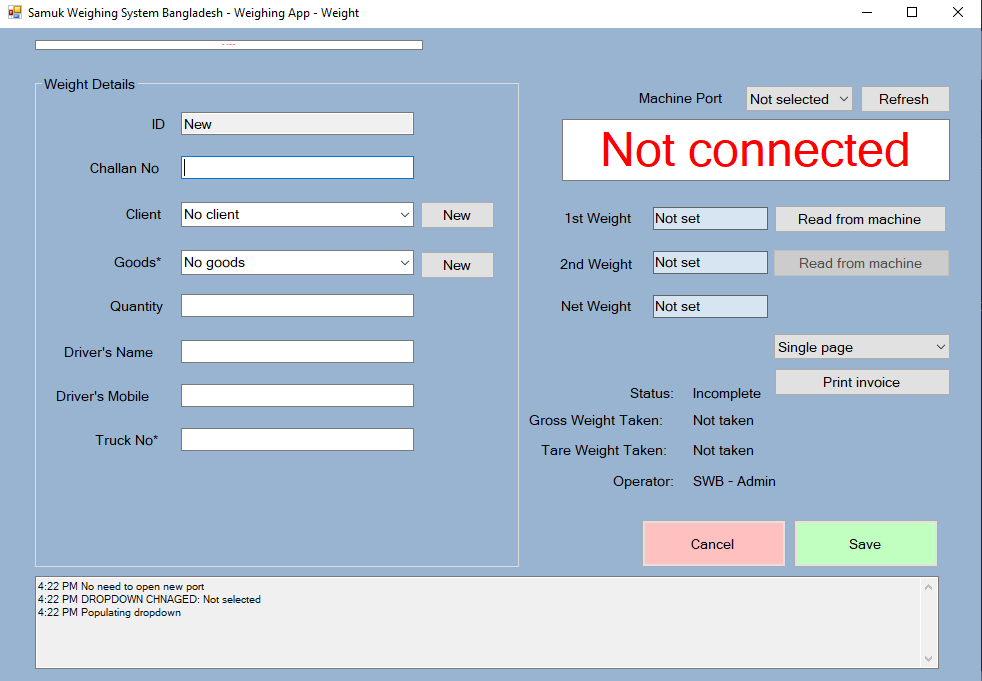 Samuk Weighing System Bangladesh - Weighing App - Weight
Weight Details
ID
New
Challan No
Client
No client
New
Goods*
No goods
New
Quantity
Driver's Name
Driver's Mobile
Truck No*
Machine Port
Not selected
Refresh
Not connected
1st Weight
Not set
Read from machine
2nd Weight
Not set
Read from machine
Net Weight
Not set
Single page
Print invoice
Status:
Incomplete
Gross Weight Taken:
Not taken
Tare Weight Taken:
Not taken
Operator:
SWB - Admin
Cancel
Save
4:22 PM No need to open new port
4:22 PM DROPDOWN CHNAGED: Not selected
4:22 PM Populating dropdown